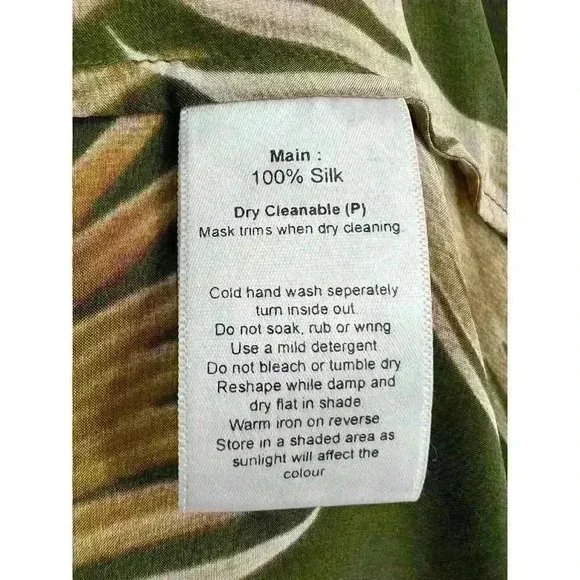 Main :
100% Silk
Dry Cleanable (P)
Mask trims when dry cleaning.
Cold hand wash seperately
turn inside out.
Do not soak, rub or wring
Use a mild detergent
Do not bleach or tumble dry
Reshape while damp and
dry flat in shade.
Warm iron on reverse
Store in a shaded area as
sunlight will affect the
colour